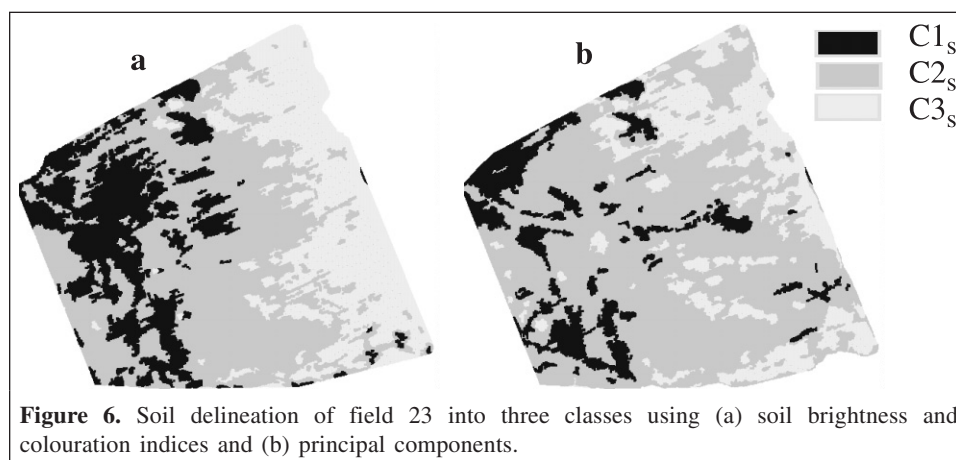 a
b
C1s
C2s
C3s
Figure 6. Soil delineation of field 23 into three classes using (a) soil brightness and
colouration indices and (b) principal components.